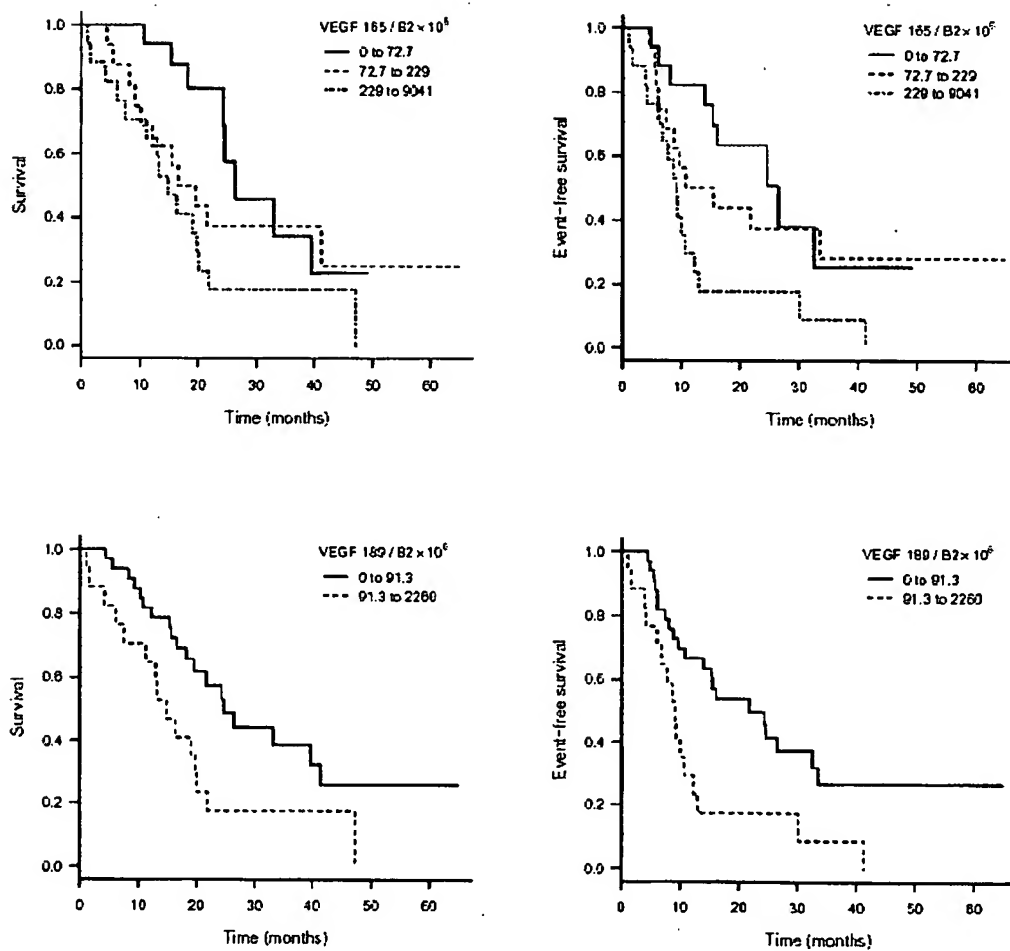 VEGF 165 / B2 × 10⁶
0 to 72.7
72.7 to 229
229 to 9041
Survival
1.0
0.8
0.6
0.4
0.2
0.0
0 10 20 30 40 50 60
Time (months)
VEGF 165 / B2 × 10⁶
0 to 72.7
72.7 to 229
229 to 9041
Event-free survival
1.0
0.8
0.6
0.4
0.2
0.0
0 10 20 30 40 50 60
Time (months)
VEGF 189 / B2 × 10⁶
0 to 91.3
91.3 to 2260
Survival
1.0
0.8
0.6
0.4
0.2
0.0
0 10 20 30 40 50 60
Time (months)
VEGF 189 / B2 × 10⁶
0 to 91.3
91.3 to 2260
Event-free survival
1.0
0.8
0.6
0.4
0.2
0.0
0 10 20 30 40 50 60
Time (months)